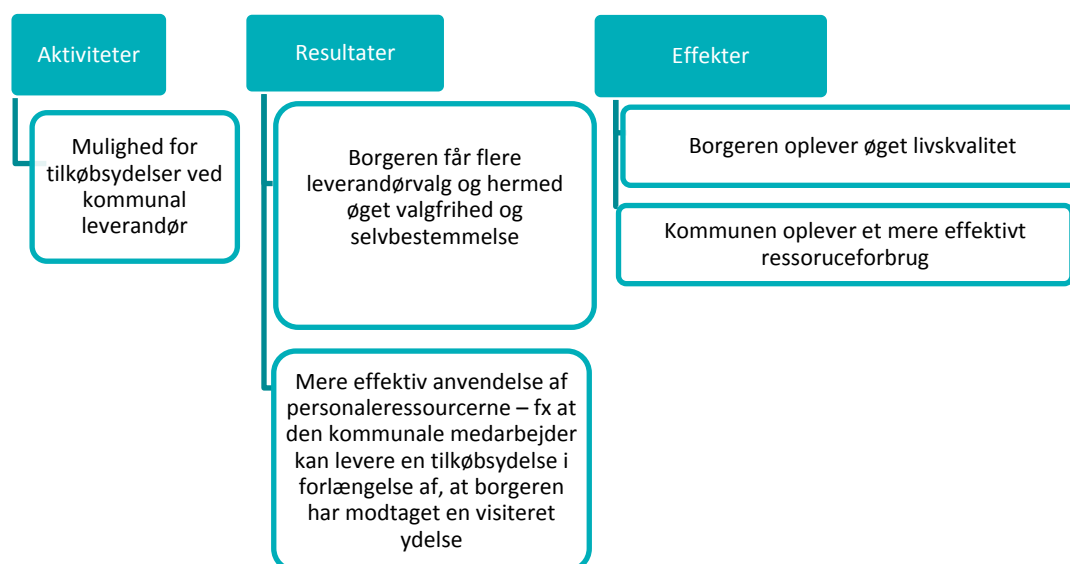 Aktiviteter
Mulighed for
tilkøbsydelser ved
kommunal
leverandør
Resultater
Borgeren får flere
leverandørvalg og hermed
øget valgfrihed og
selvbestemmelse
Mere effektiv anvendelse af
personaleressourcerne – fx at
den kommunale medarbejder
kan levere en tilkøbsydelse i
forlængelse af, at borgeren
har modtaget en visiteret
ydelse
Effekter
Borgeren oplever øget livskvalitet
Kommunen oplever et mere effektivt
ressoruceforbrug